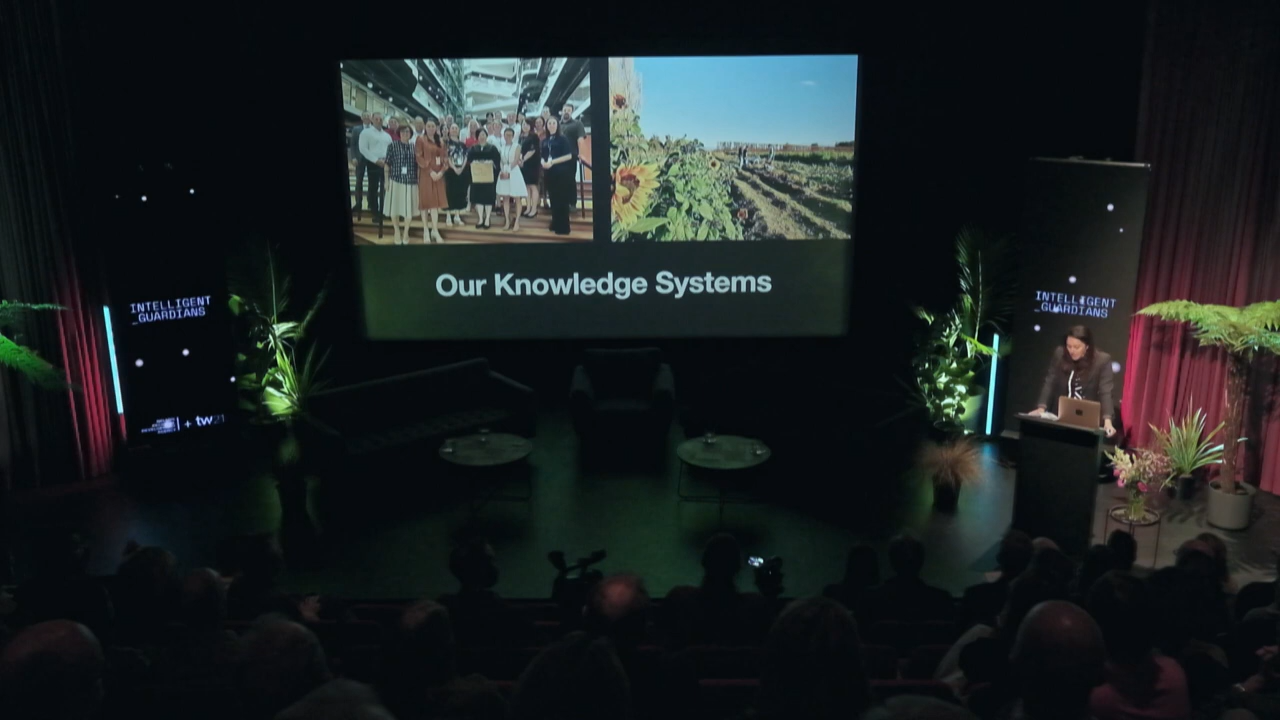 Our Knowledge Systems
INTELLIGENT
_GUARDIANS
INTELLIGENT
_GUARDIANS
+ tw21